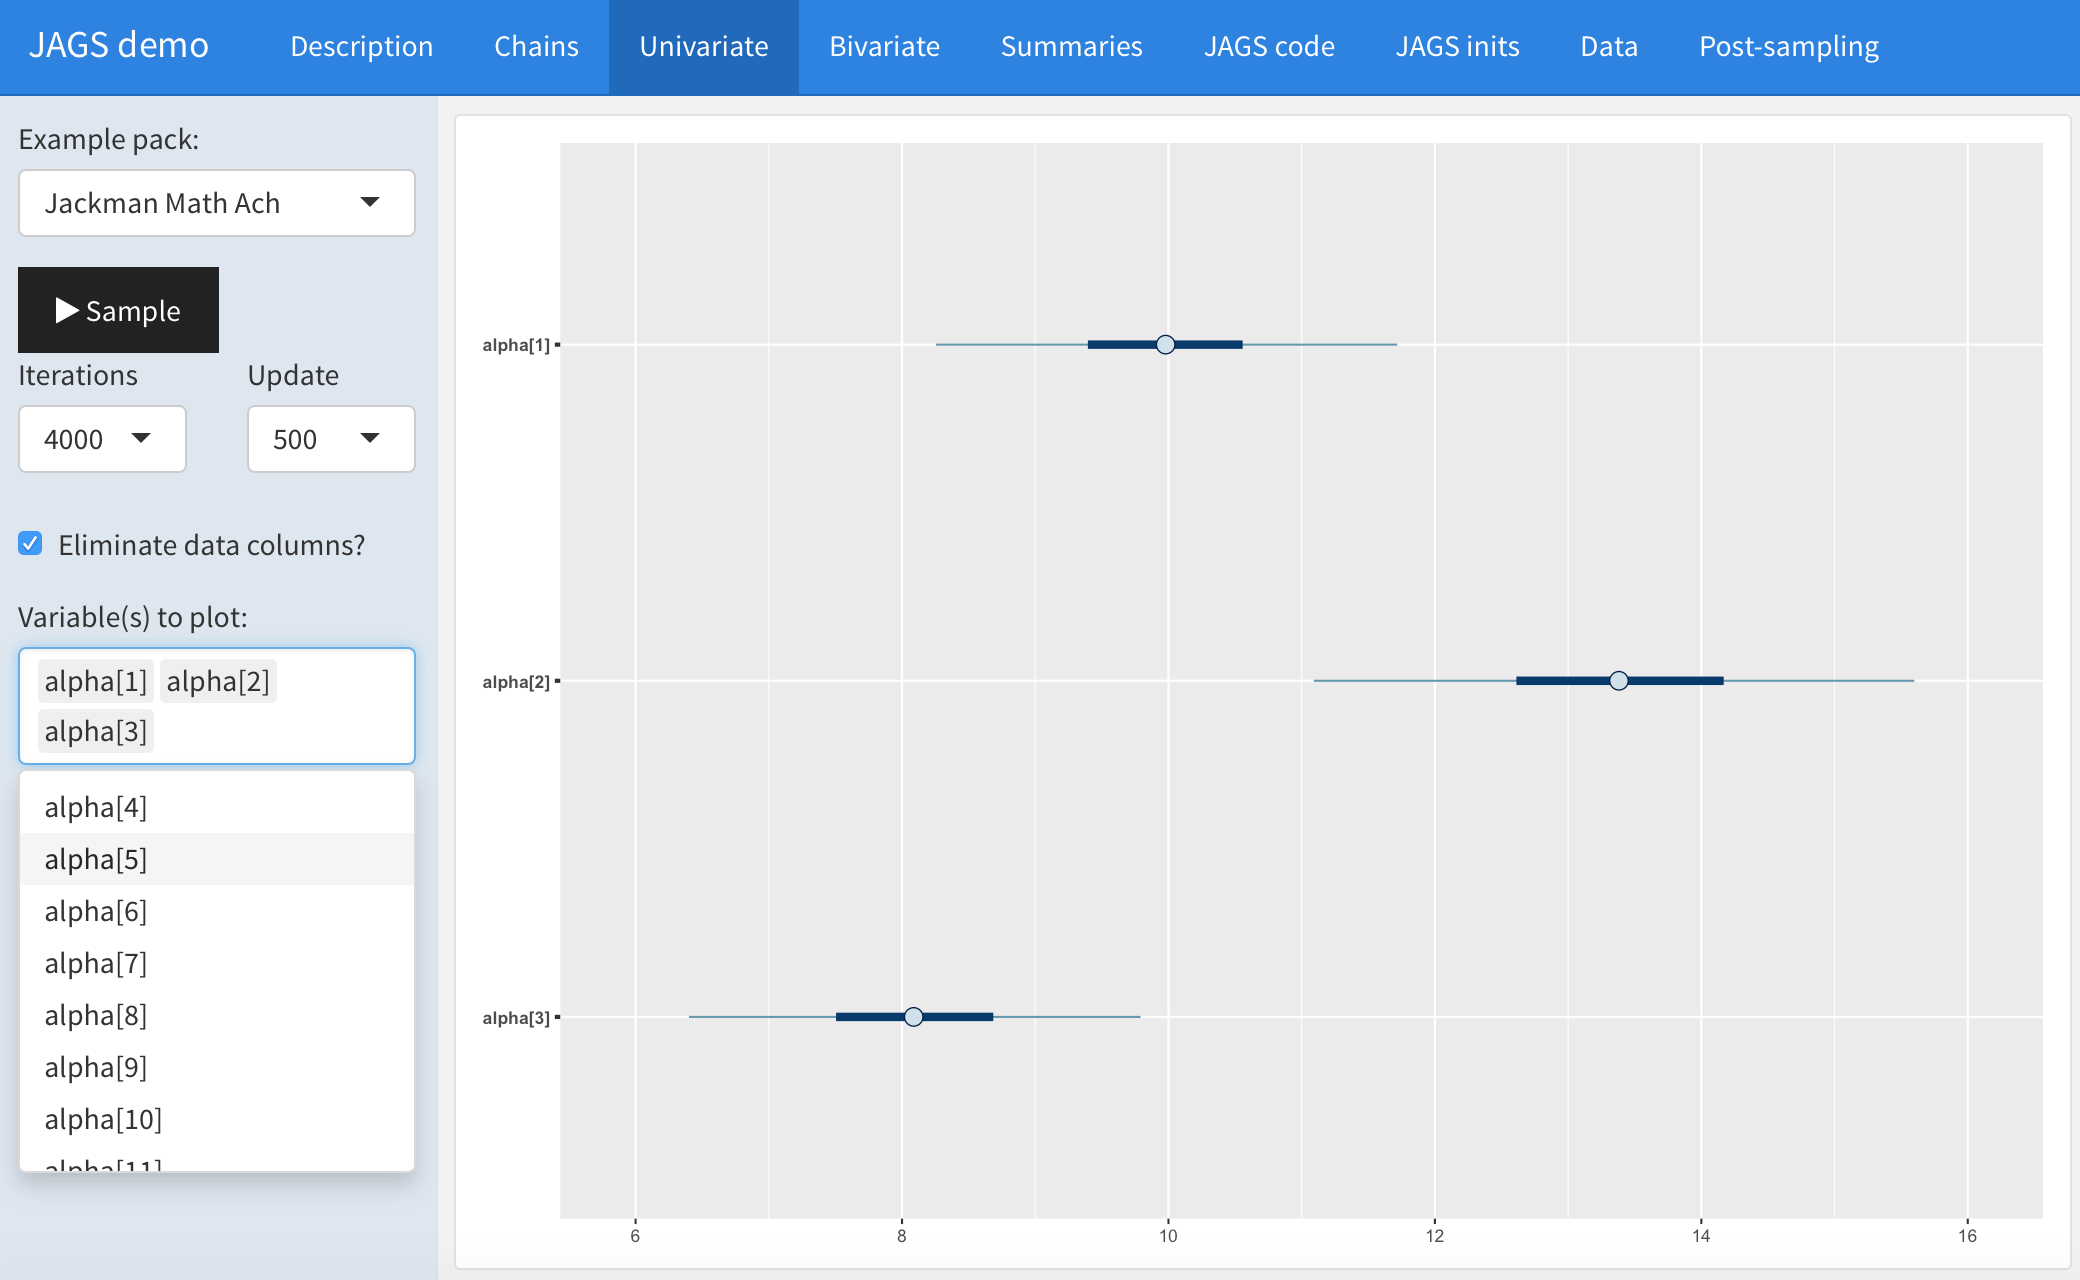 JAGS demo Description Chains Univariate Bivariate Summaries JAGS code JAGS inits Data Post-sampling
Example pack:
Jackman Math Ach
Sample
Iterations Update
4000 500
Eliminate data columns?
Variable(s) to plot:
alpha[1] alpha[2]
alpha[3]
alpha[4]
alpha[5]
alpha[6]
alpha[7]
alpha[8]
alpha[9]
alpha[10]
alpha[11]
alpha[1]
alpha[2]
alpha[3]
6 8 10 12 14 16